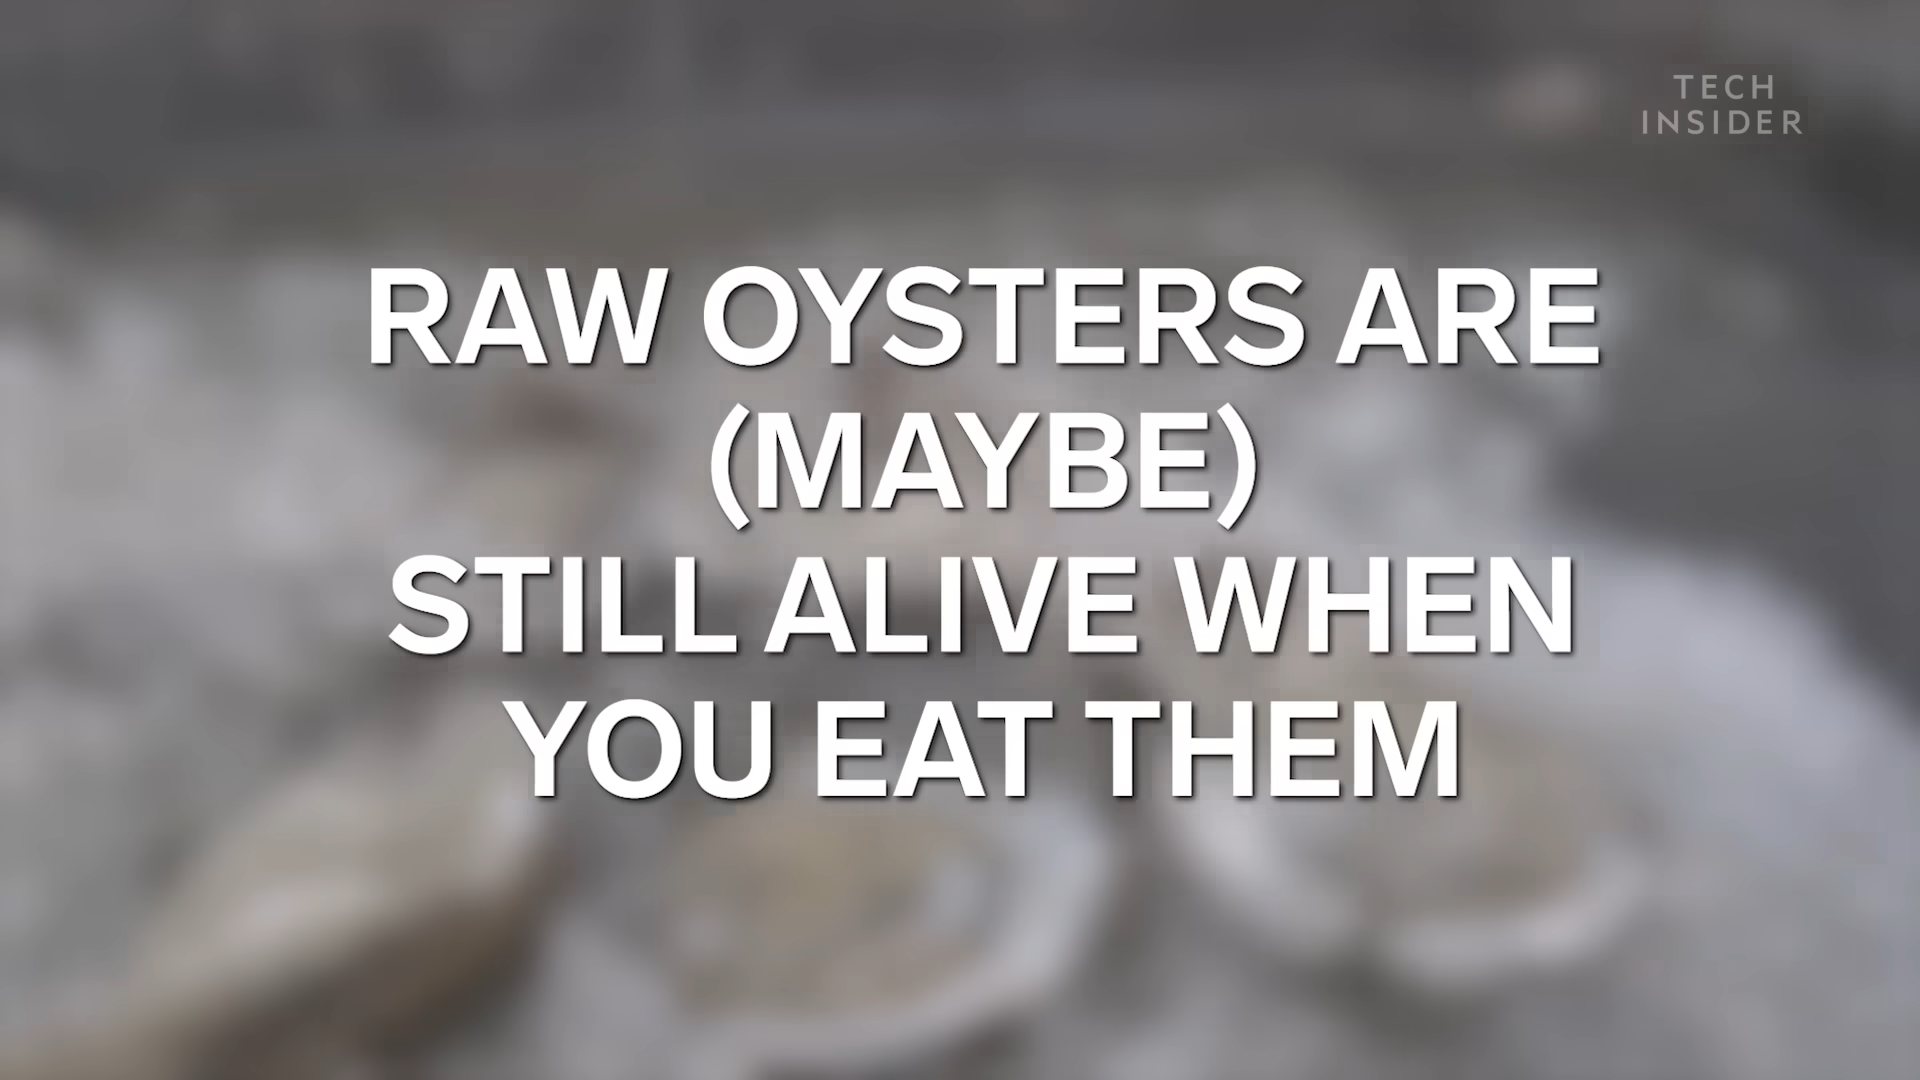 TECH
INSIDER
RAW OYSTERS ARE
(MAYBE)
STILL ALIVE WHEN
YOU EAT THEM